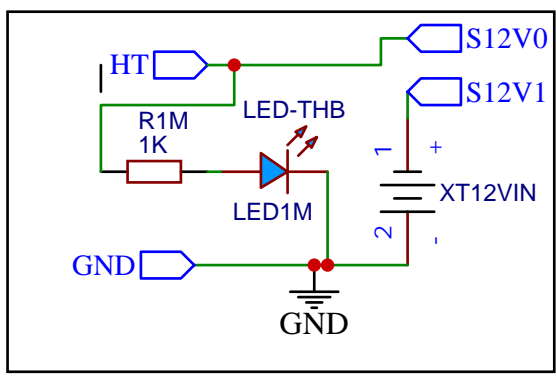 S12V0
HT
S12V1
R1M
1K
LED-THB
1
+
XT12VIN
LED1M
2
-
GND
GND